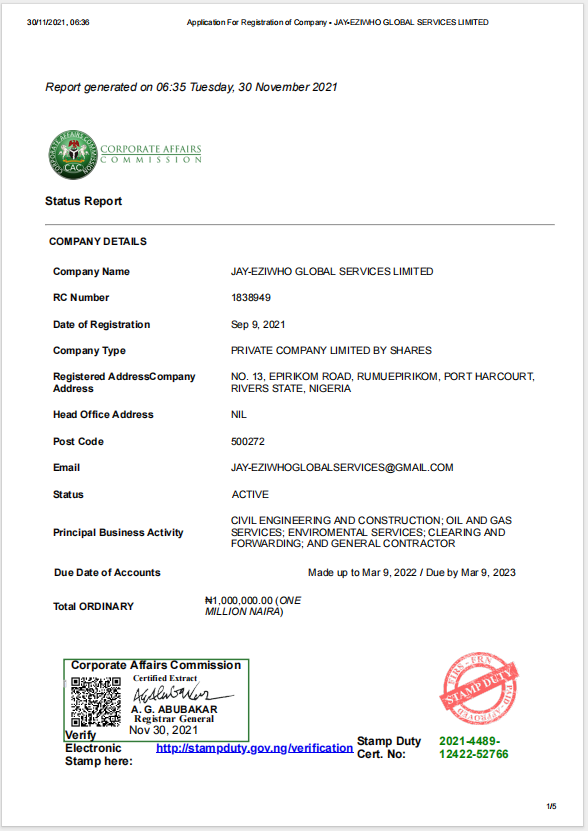 30/11/2021, 06:36 Application For Registration of Company • JAY-EZIWHO GLOBAL SERVICES LIMITED
Report generated on 06:35 Tuesday, 30 November 2021
CORPORATE AFFAIRS
COMMISSION
CORPORATE AFFAIRS COMMISSION
CAC
Status Report
COMPANY DETAILS
Company Name JAY-EZIWHO GLOBAL SERVICES LIMITED
RC Number 1838949
Date of Registration Sep 9, 2021
Company Type PRIVATE COMPANY LIMITED BY SHARES
Registered AddressCompany NO. 13, EPIRIKOM ROAD, RUMUEPIRIKOM, PORT HARCOURT,
Address RIVERS STATE, NIGERIA
Head Office Address NIL
Post Code 500272
Email JAY-EZIWHOGLOBALSERVICES@GMAIL.COM
Status ACTIVE
CIVIL ENGINEERING AND CONSTRUCTION; OIL AND GAS
Principal Business Activity SERVICES; ENVIROMENTAL SERVICES; CLEARING AND
FORWARDING; AND GENERAL CONTRACTOR
Due Date of Accounts Made up to Mar 9, 2022 / Due by Mar 9, 2023
Total ORDINARY ₦1,000,000.00 (ONE
MILLION NAIRA)
Corporate Affairs Commission
Certified Extract
A. G. ABUBAKAR
Registrar General
Nov 30, 2021
Verify
Electronic http://stampduty.gov.ng/verification
Stamp here:
Stamp Duty 2021-4489-
Cert. No: 12422-52766
FIRS - FRN
STAMP DUTY
PAID - APPROVED
1/5